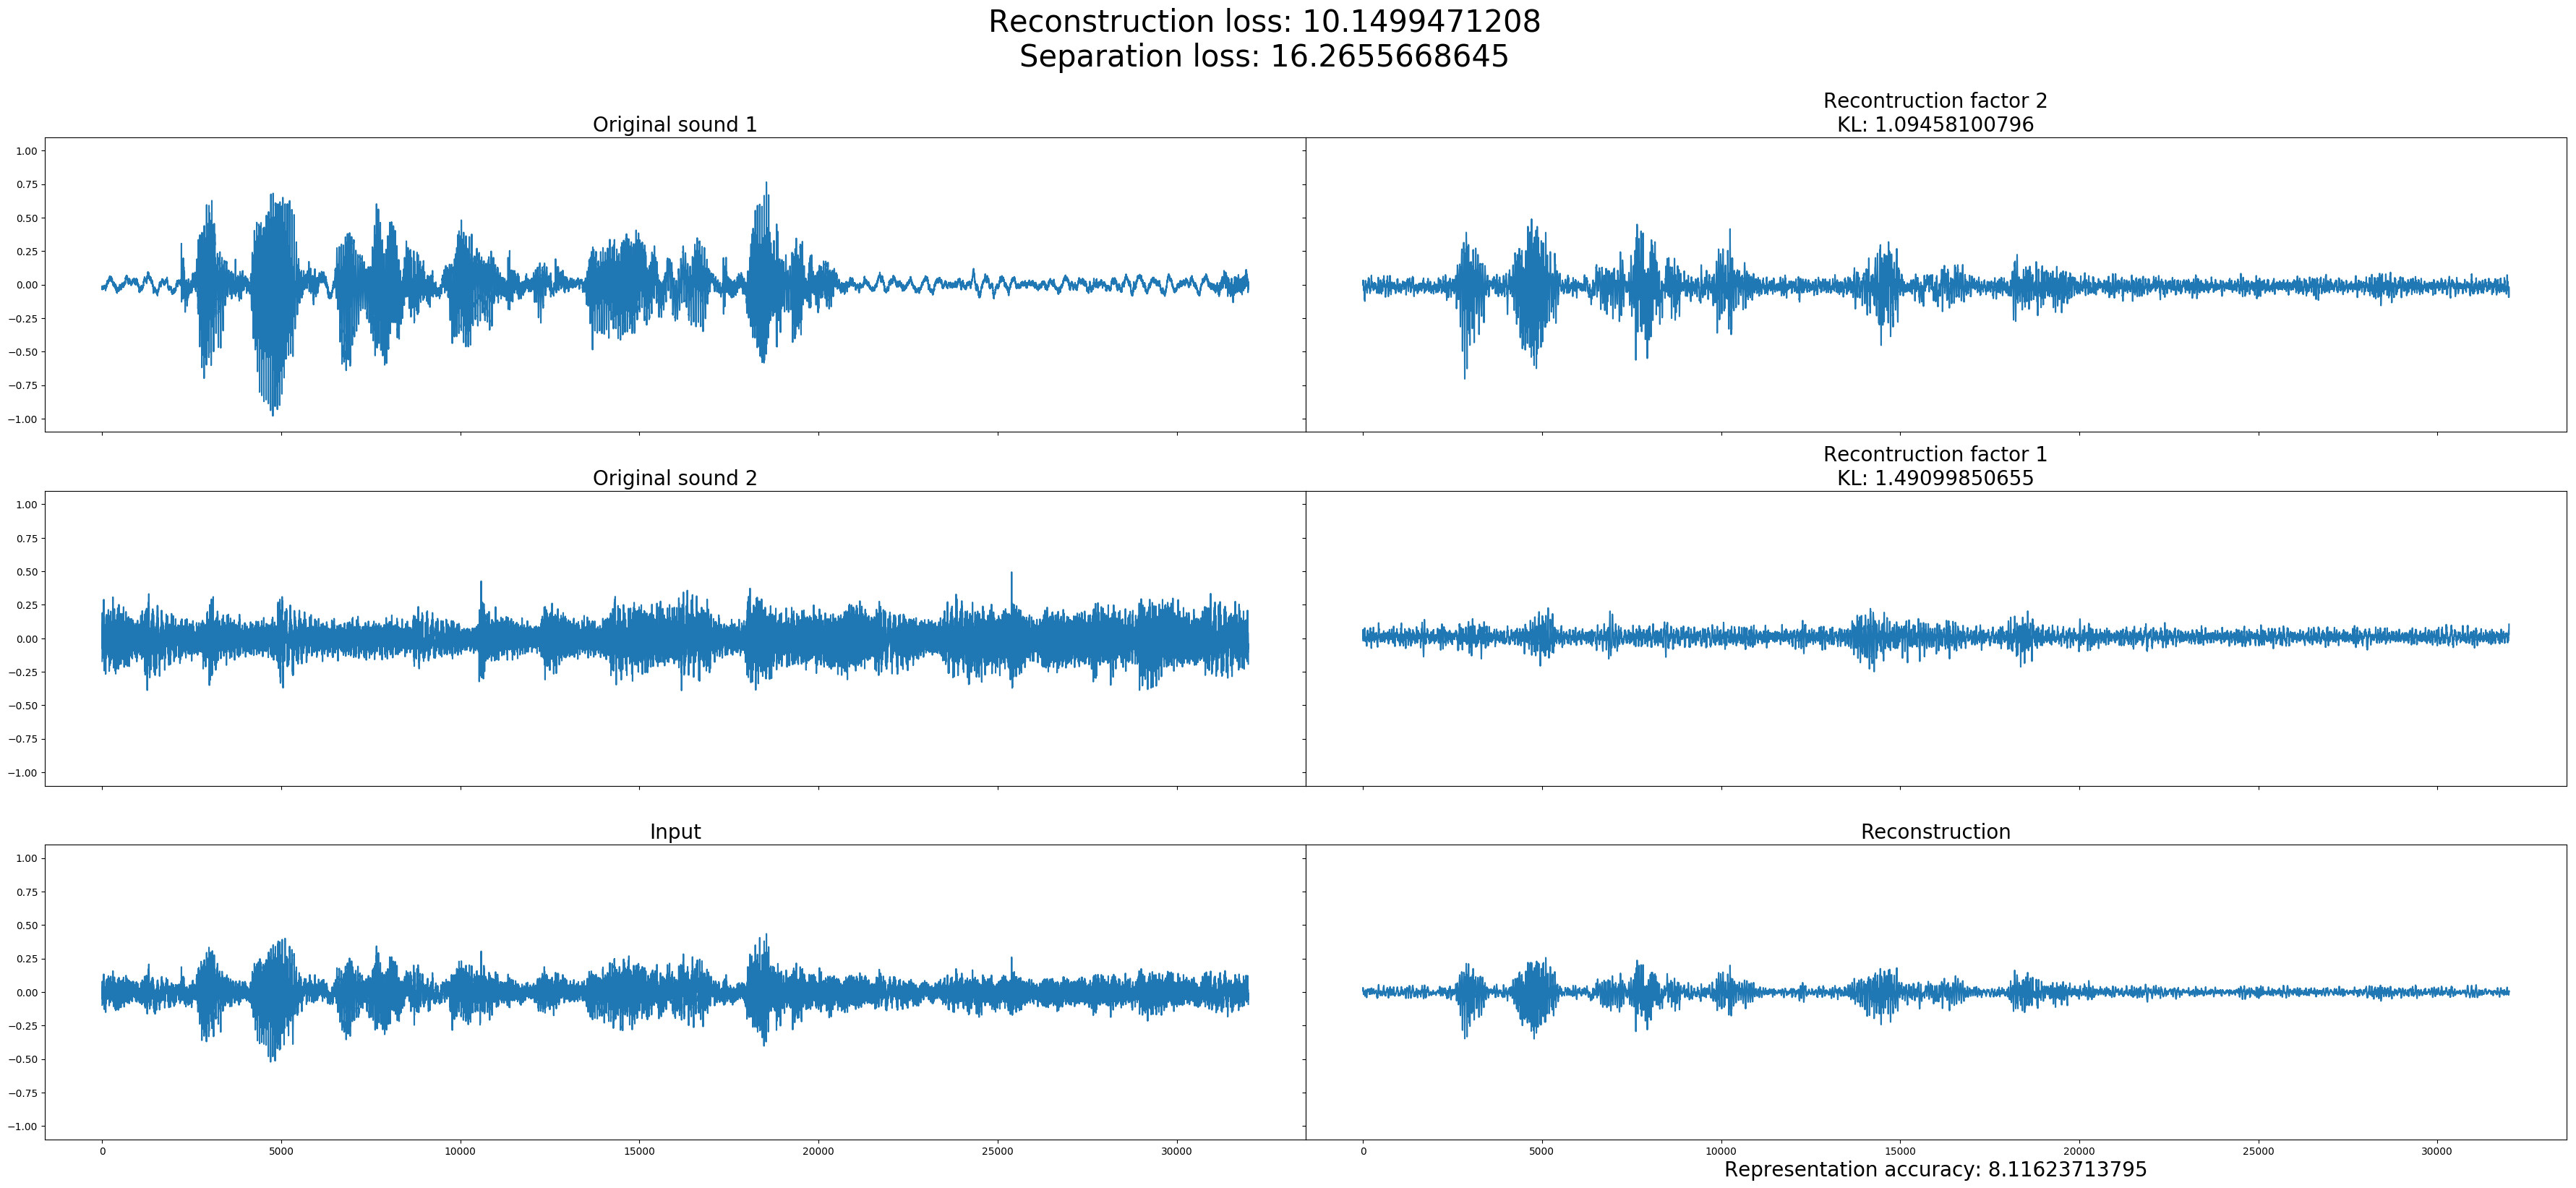 Reconstruction loss: 10.1499471208
Separation loss: 16.2655668645
Original sound 1
Recontruction factor 2
KL: 1.09458100796
1.00
0.75
0.50
0.25
0.00
−0.25
−0.50
−0.75
−1.00
Original sound 2
Recontruction factor 1
KL: 1.49099850655
1.00
0.75
0.50
0.25
0.00
−0.25
−0.50
−0.75
−1.00
Input
Reconstruction
1.00
0.75
0.50
0.25
0.00
−0.25
−0.50
−0.75
−1.00
0 5000 10000 15000 20000 25000 30000
0 5000 10000 15000 20000 25000 30000
Representation accuracy: 8.11623713795